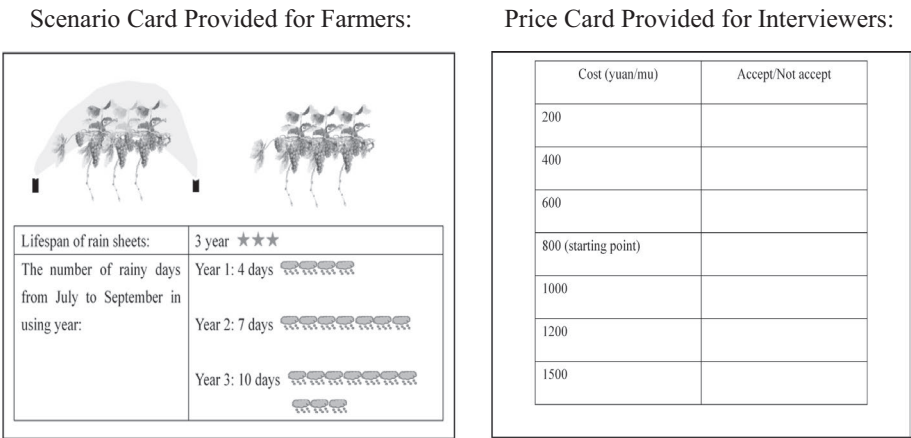 Scenario Card Provided for Farmers:
Lifespan of rain sheets:
3 year ★★★
The number of rainy days
from July to September in
using year:
Year 1: 4 days
Year 2: 7 days
Year 3: 10 days
Price Card Provided for Interviewers:
Cost (yuan/mu)
Accept/Not accept
200
400
600
800 (starting point)
1000
1200
1500